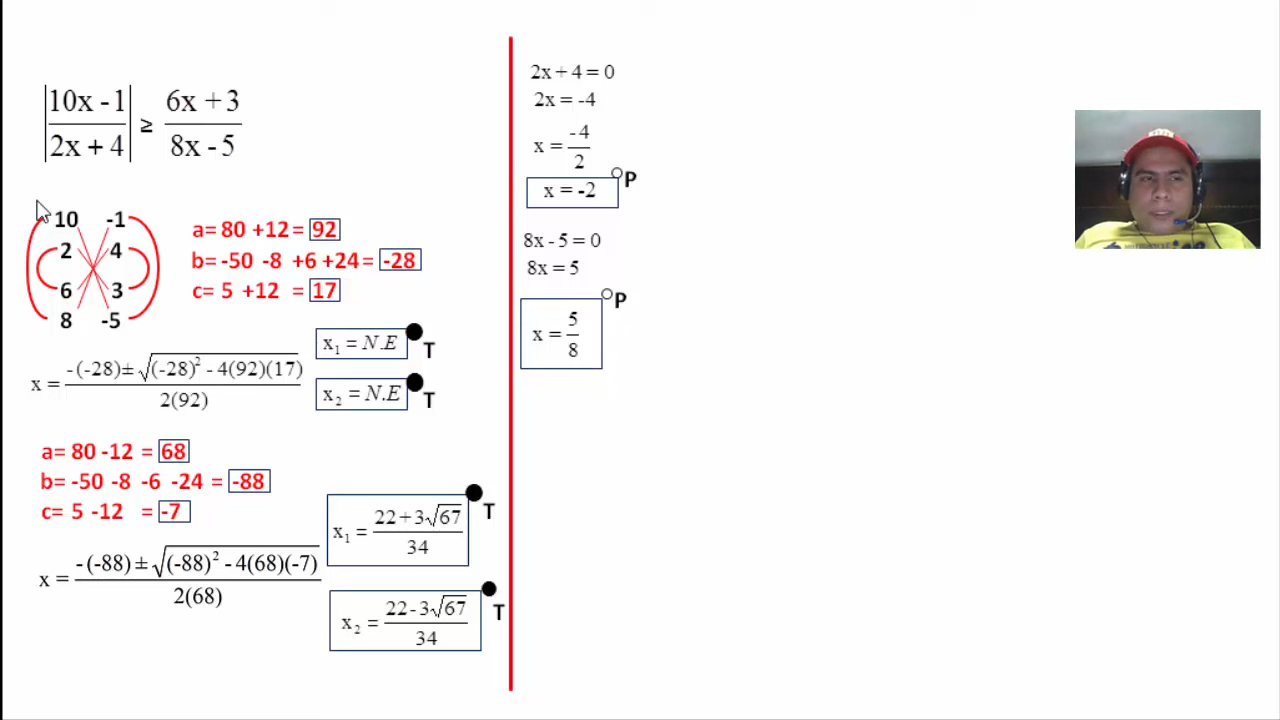 |10x - 1 / 2x + 4| ≥ 6x + 3 / 8x - 5
10 -1
2 4
6 3
8 -5
a= 80 +12 = 92
b= -50 -8 +6 +24 = -28
c= 5 +12 = 17
x = -(-28) ± √((-28)² - 4(92)(17)) / 2(92)
x₁ = N.E T
x₂ = N.E T
a= 80 -12 = 68
b= -50 -8 -6 -24 = -88
c= 5 -12 = -7
x = -(-88) ± √((-88)² - 4(68)(-7)) / 2(68)
x₁ = 22 + 3√67 / 34 T
x₂ = 22 - 3√67 / 34 T
2x + 4 = 0
2x = -4
x = -4 / 2
x = -2 P
8x - 5 = 0
8x = 5
x = 5 / 8 P